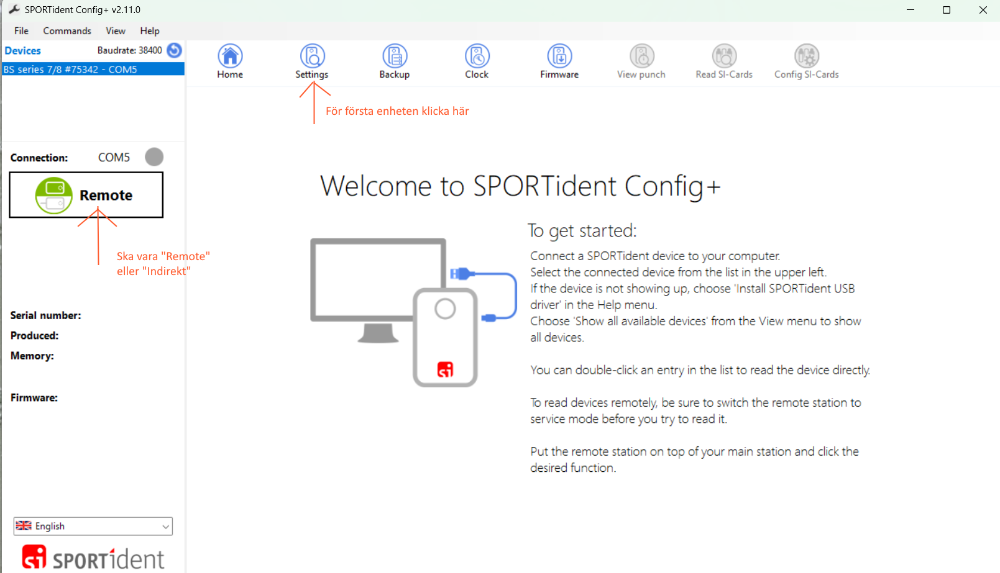 SPORTident Config+ v2.11.0
File Commands View Help
Devices Baudrate: 38400
BS series 7/8 #75342 - COM5
Home Settings Backup Clock Firmware View punch Read SI-Cards Config SI-Cards
För första enheten klicka här
Connection: COM5
Remote
Ska vara "Remote"
eller "Indirekt"
Serial number:
Produced:
Memory:
Firmware:
English
SPORTident
Welcome to SPORTident Config+
To get started:
Connect a SPORTident device to your computer.
Select the connected device from the list in the upper left.
If the device is not showing up, choose 'Install SPORTident USB
driver' in the Help menu.
Choose 'Show all available devices' from the View menu to show
all devices.
You can double-click an entry in the list to read the device directly.
To read devices remotely, be sure to switch the remote station to
service mode before you try to read it.
Put the remote station on top of your main station and click the
desired function.